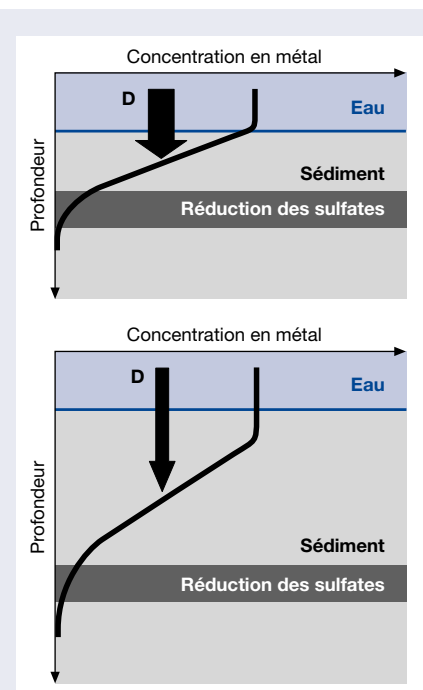 Concentration en métal
D
Eau
Sédiment
Réduction des sulfates
Profondeur
Concentration en métal
D
Eau
Sédiment
Réduction des sulfates
Profondeur